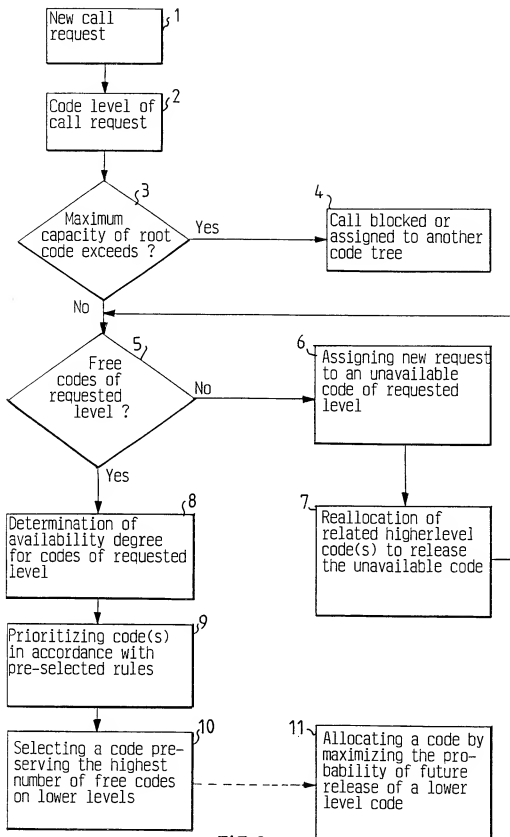 New call
request
1
Code level of
call request
2
3
Maximum
capacity of root
code exceeds ?
Yes
4
Call blocked or
assigned to another
code tree
No
5
Free
codes of
requested
level ?
No
6
Assigning new request
to an unavailable
code of requested
level
Yes
7
Reallocation of
related higherlevel
code(s) to release
the unavailable code
8
Determination of
availability degree
for codes of requested
level
9
Prioritizing code(s)
in accordance with
pre-selected rules
10
Selecting a code pre-
serving the highest
number of free codes
on lower levels
11
Allocating a code by
maximizing the pro-
bability of future
release of a lower
level code